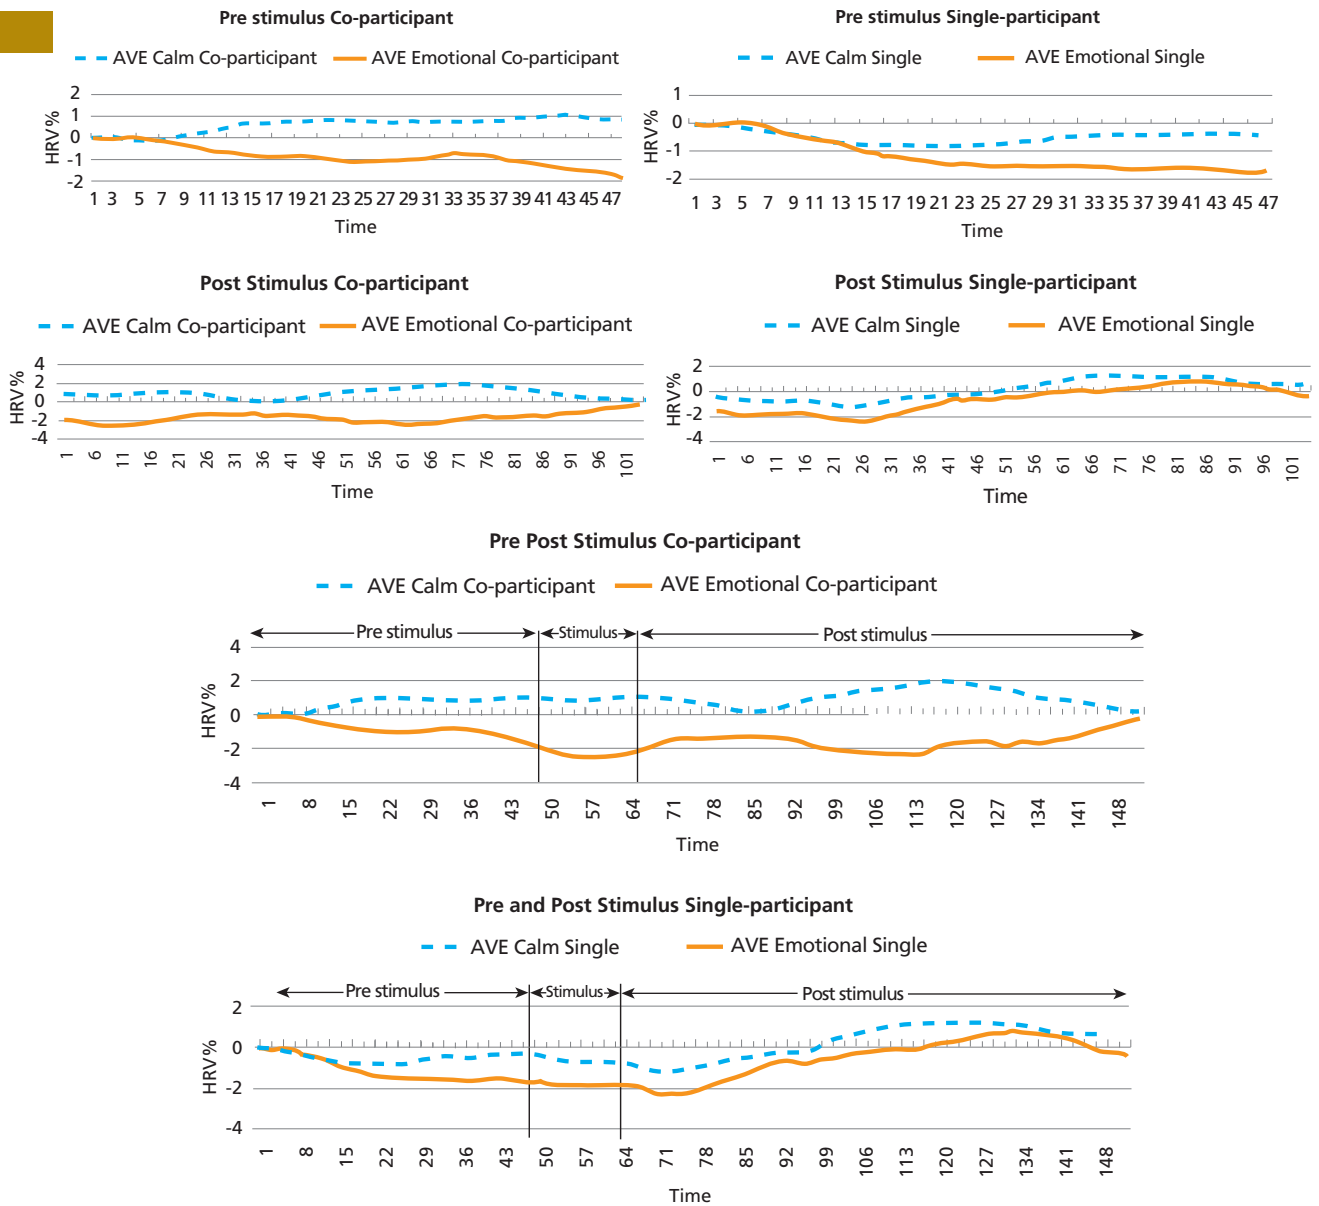 Pre stimulus Co-participant
AVE Calm Co-participant AVE Emotional Co-participant
2
1
0
-1
-2
HRV%
1 3 5 7 9 11 13 15 17 19 21 23 25 27 29 31 33 35 37 39 41 43 45 47
Time
Pre stimulus Single-participant
AVE Calm Single AVE Emotional Single
1
0
-1
-2
HRV%
1 3 5 7 9 11 13 15 17 19 21 23 25 27 29 31 33 35 37 39 41 43 45 47
Time
Post Stimulus Co-participant
AVE Calm Co-participant AVE Emotional Co-participant
4
2
0
-2
-4
HRV%
1 6 11 16 21 26 31 36 41 46 51 56 61 66 71 76 81 86 91 96 101
Time
Post Stimulus Single-participant
AVE Calm Single AVE Emotional Single
2
0
-2
-4
HRV%
1 6 11 16 21 26 31 36 41 46 51 56 61 66 71 76 81 86 91 96 101
Time
Pre Post Stimulus Co-participant
AVE Calm Co-participant AVE Emotional Co-participant
Pre stimulus Stimulus Post stimulus
4
2
0
-2
-4
HRV%
1 8 15 22 29 36 43 50 57 64 71 78 85 92 99 106 113 120 127 134 141 148
Time
Pre and Post Stimulus Single-participant
AVE Calm Single AVE Emotional Single
Pre stimulus Stimulus Post stimulus
2
0
-2
-4
HRV%
1 8 15 22 29 36 43 50 57 64 71 78 85 92 99 106 113 120 127 134 141 148
Time